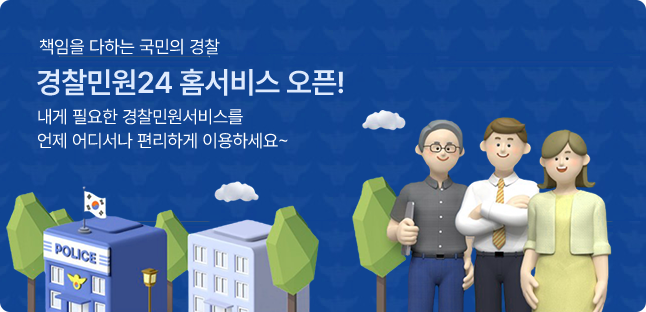 책임을 다하는 국민의 경찰
경찰민원24 홈서비스 오픈!
내게 필요한 경찰민원서비스를
언제 어디서나 편리하게 이용하세요~
POLICE